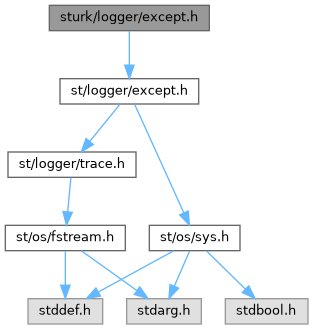 sturk/logger/except.h
st/logger/except.h
st/logger/trace.h
st/os/fstream.h
st/os/sys.h
stddef.h
stdarg.h
stdbool.h